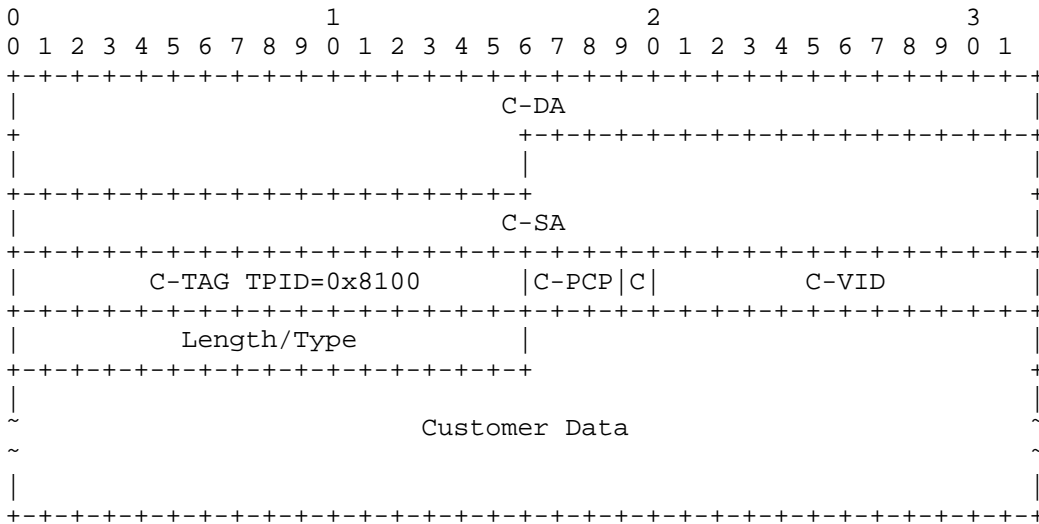 0                   1                   2                   3
0 1 2 3 4 5 6 7 8 9 0 1 2 3 4 5 6 7 8 9 0 1 2 3 4 5 6 7 8 9 0 1
+-+-+-+-+-+-+-+-+-+-+-+-+-+-+-+-+-+-+-+-+-+-+-+-+-+-+-+-+-+-+-+-+
|                              C-DA                             |
+                               +-+-+-+-+-+-+-+-+-+-+-+-+-+-+-+-+
|                               |                               |
+-+-+-+-+-+-+-+-+-+-+-+-+-+-+-+-+                               +
|                              C-SA                             |
+-+-+-+-+-+-+-+-+-+-+-+-+-+-+-+-+-+-+-+-+-+-+-+-+-+-+-+-+-+-+-+-+
|        C-TAG TPID=0x8100      |C-PCP|C|         C-VID         |
+-+-+-+-+-+-+-+-+-+-+-+-+-+-+-+-+-+-+-+-+-+-+-+-+-+-+-+-+-+-+-+-+
|          Length/Type          |                               |
+-+-+-+-+-+-+-+-+-+-+-+-+-+-+-+-+                               +
|                                                               |
~                         Customer Data                         ~
~                                                               ~
|                                                               |
+-+-+-+-+-+-+-+-+-+-+-+-+-+-+-+-+-+-+-+-+-+-+-+-+-+-+-+-+-+-+-+-+